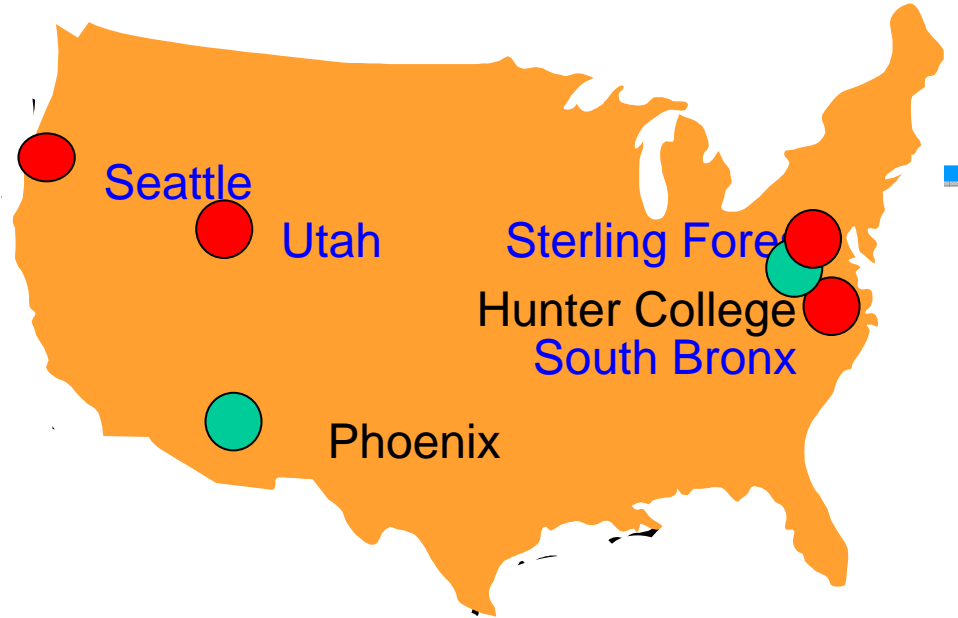 Seattle
Utah
Sterling Fore
Hunter College
South Bronx
Phoenix